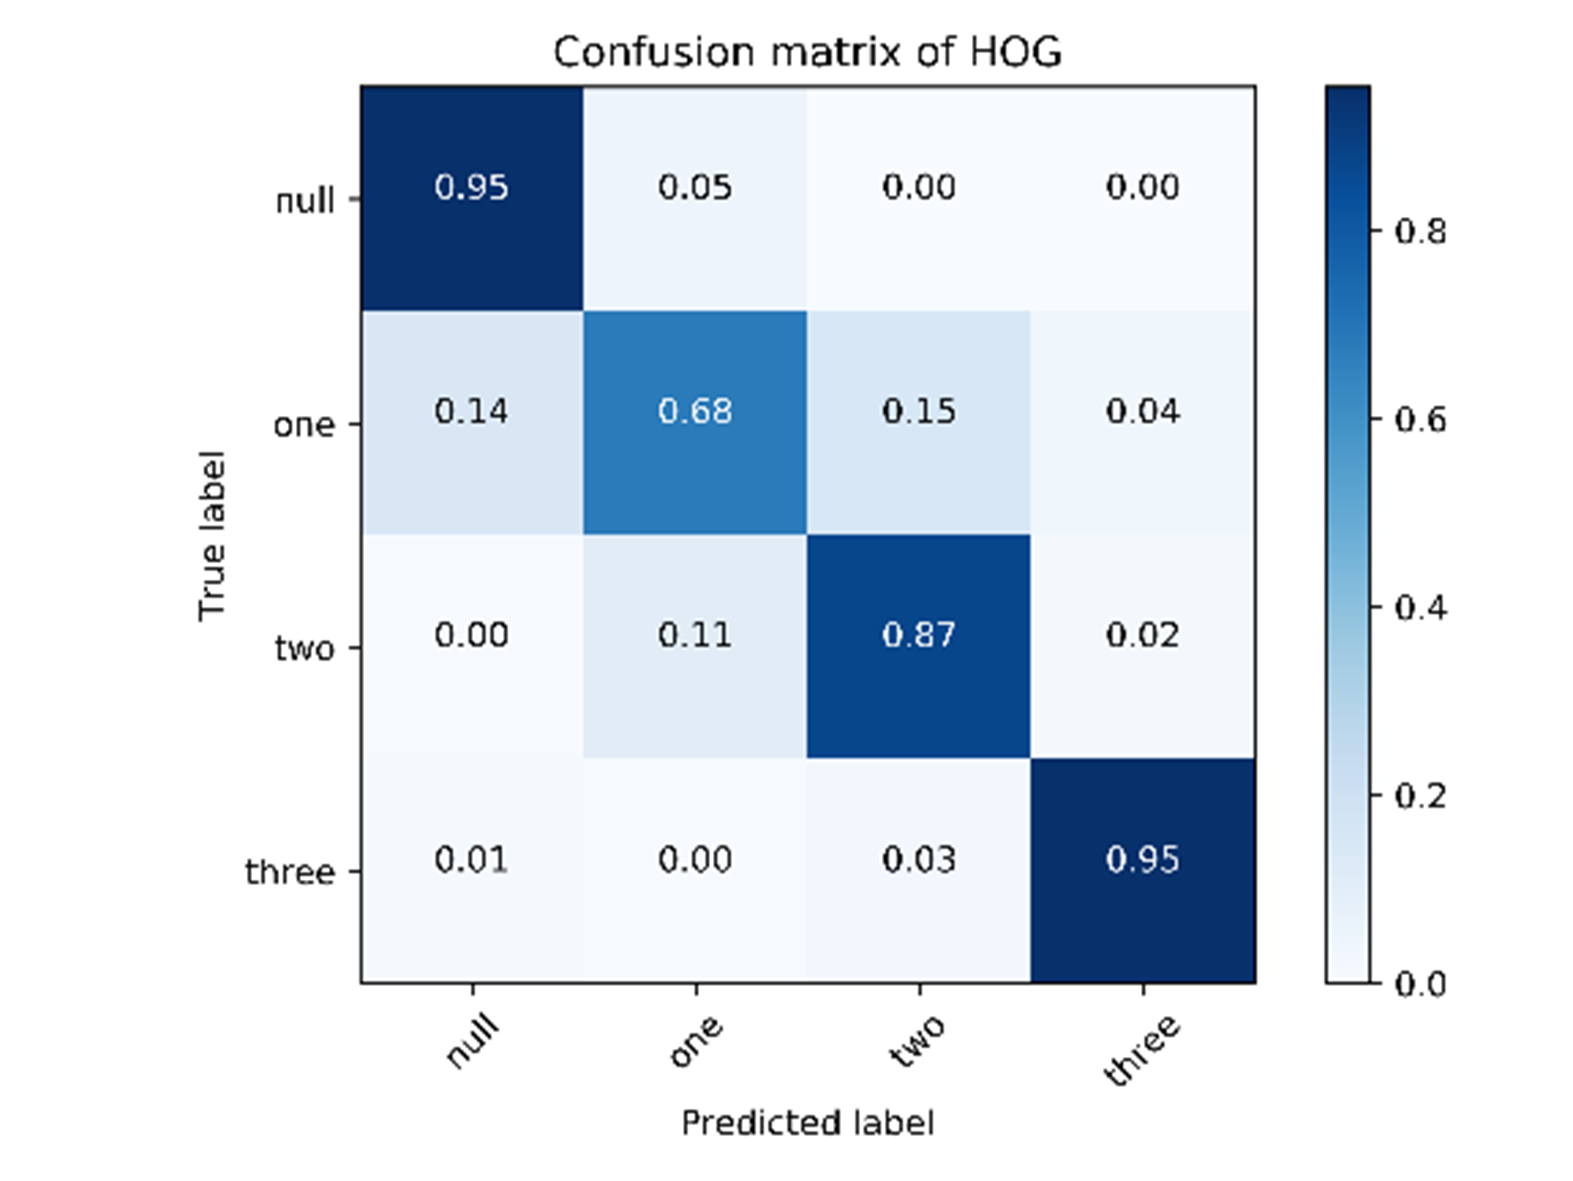 Confusion matrix of HOG
null 0.95 0.05 0.00 0.00
one 0.14 0.68 0.15 0.04
two 0.00 0.11 0.87 0.02
three 0.01 0.00 0.03 0.95
True label
null one two three
Predicted label
0.8
0.6
0.4
0.2
0.0